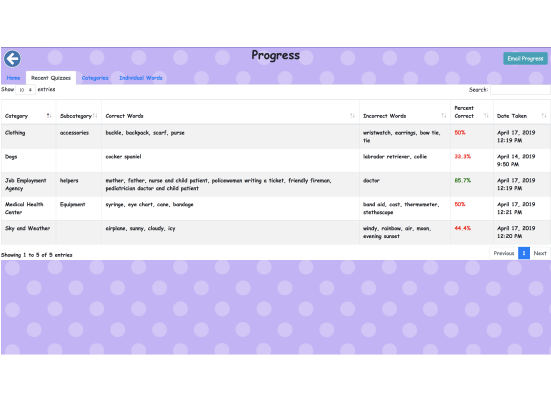 Progress
Email Progress
Home Recent Quizzes Categories Individual Words
Show 10 entries
Search:
Category Subcategory Correct Words Incorrect Words Percent Correct Date Taken
Clothing accessories buckle, backpack, scarf, purse wristwatch, earrings, bow tie, tie 50% April 17, 2019 12:19 PM
Dogs cocker spaniel labrador retriever, collie 33.3% April 14, 2019 9:50 PM
Job Employment Agency helpers mother, father, nurse and child patient, policewoman writing a ticket, friendly fireman, pediatrician doctor and child patient doctor 85.7% April 17, 2019 12:19 PM
Medical Health Center Equipment syringe, eye chart, cane, bandage band aid, cast, thermometer, stethoscope 50% April 17, 2019 12:21 PM
Sky and Weather airplane, sunny, cloudy, icy windy, rainbow, air, moon, evening sunset 44.4% April 17, 2019 12:20 PM
Showing 1 to 5 of 5 entries
Previous 1 Next